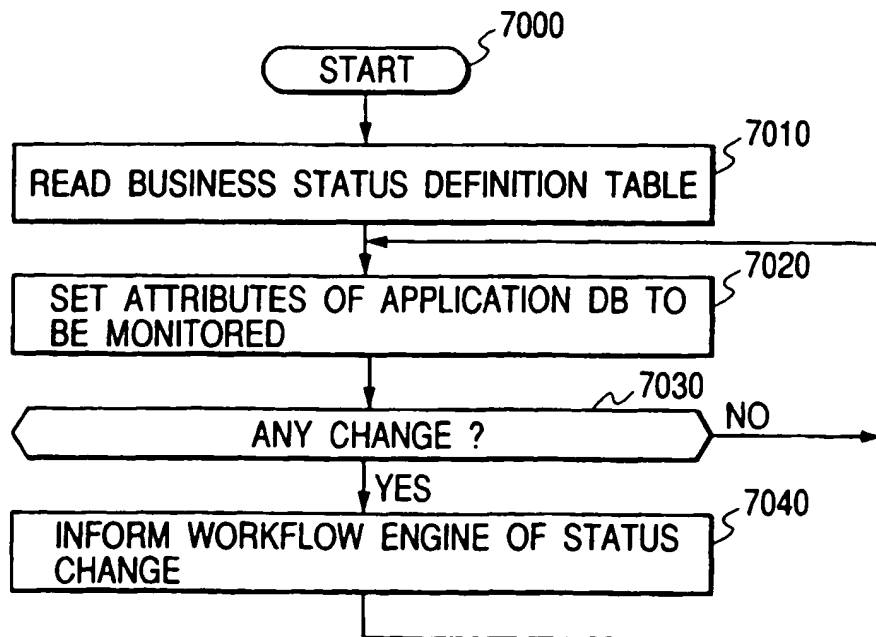 7000
START
7010
READ BUSINESS STATUS DEFINITION TABLE
7020
SET ATTRIBUTES OF APPLICATION DB TO
BE MONITORED
7030
ANY CHANGE ?
NO
YES
7040
INFORM WORKFLOW ENGINE OF STATUS
CHANGE